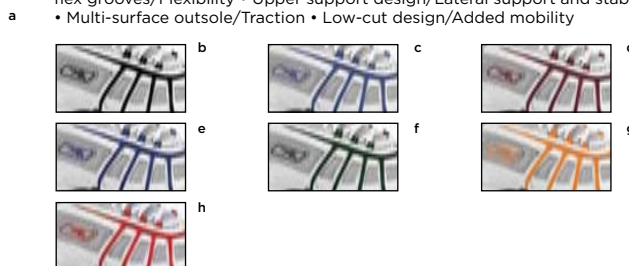 flex grooves/Flexibility • Upper support design/Lateral support and stab
a
• Multi-surface outsole/Traction • Low-cut design/Added mobility
b
c
e
f
g
h